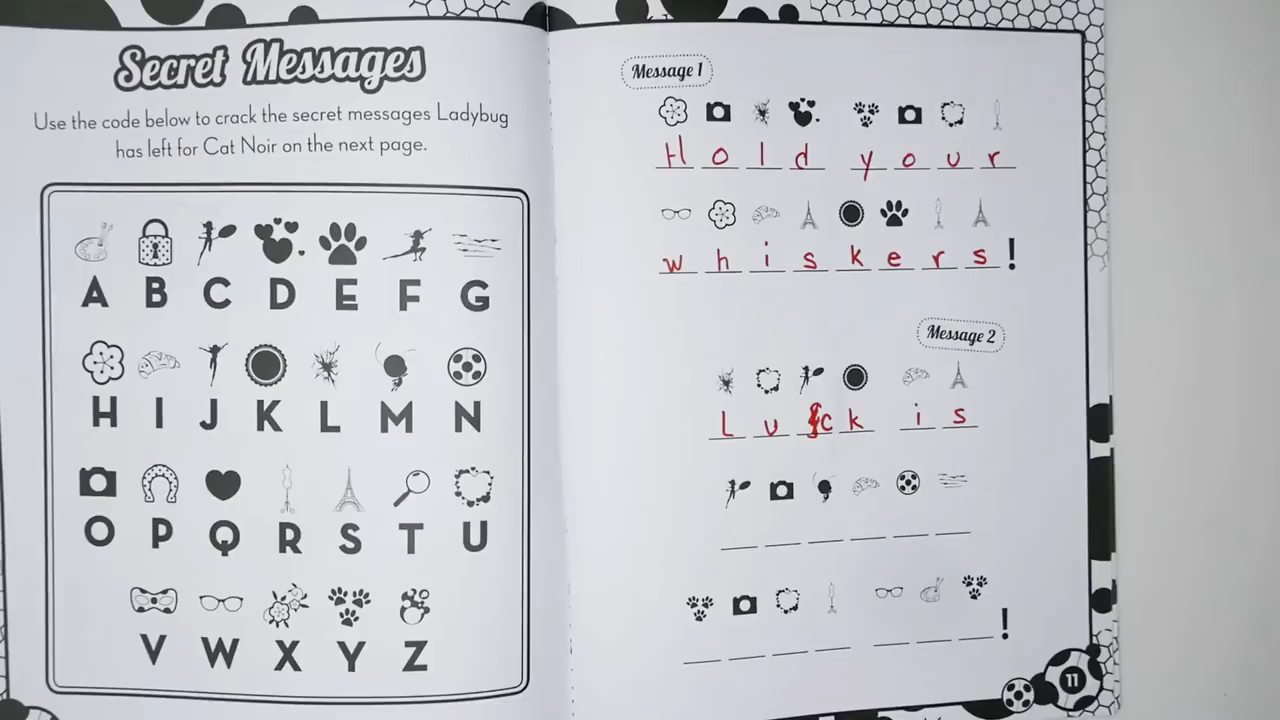 Secret Messages
Use the code below to crack the secret messages Ladybug
has left for Cat Noir on the next page.
A B C D E F G
H I J K L M N
O P Q R S T U
V W X Y Z
Message 1
Hold your
whiskers!
Message 2
Luck is
!
11